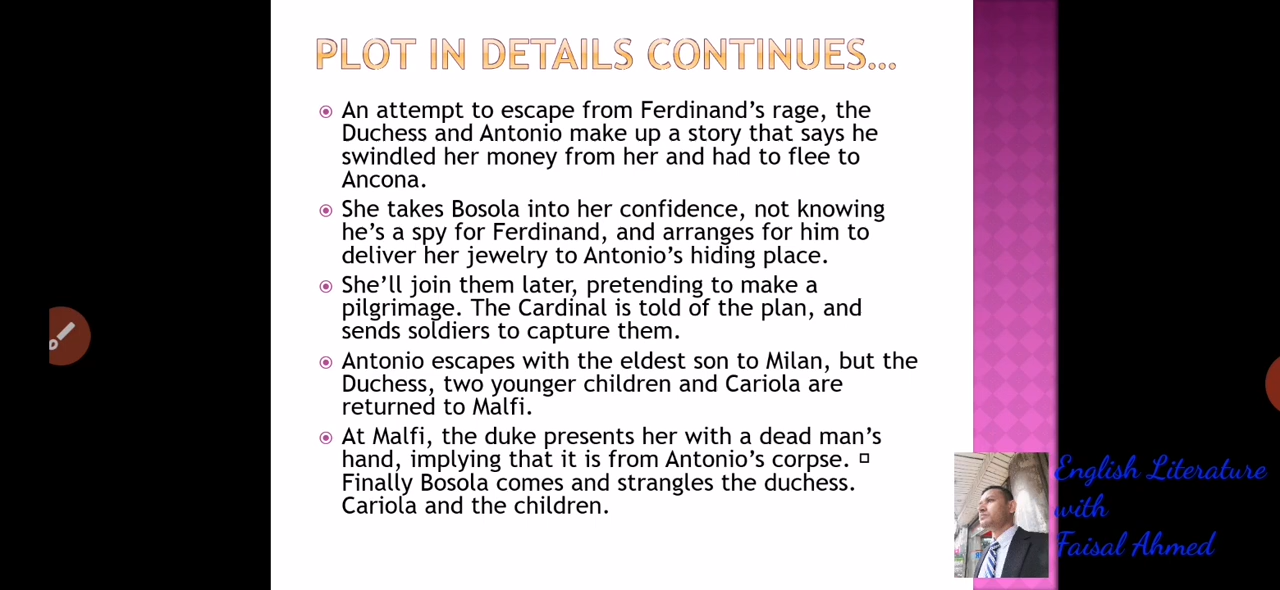 PLOT IN DETAILS CONTINUES…
An attempt to escape from Ferdinand’s rage, the
Duchess and Antonio make up a story that says he
swindled her money from her and had to flee to
Ancona.
She takes Bosola into her confidence, not knowing
he’s a spy for Ferdinand, and arranges for him to
deliver her jewelry to Antonio’s hiding place.
She’ll join them later, pretending to make a
pilgrimage. The Cardinal is told of the plan, and
sends soldiers to capture them.
Antonio escapes with the eldest son to Milan, but the
Duchess, two younger children and Cariola are
returned to Malfi.
At Malfi, the duke presents her with a dead man’s
hand, implying that it is from Antonio’s corpse.
Finally Bosola comes and strangles the duchess.
Cariola and the children.
English Literature
with
Faisal Ahmed